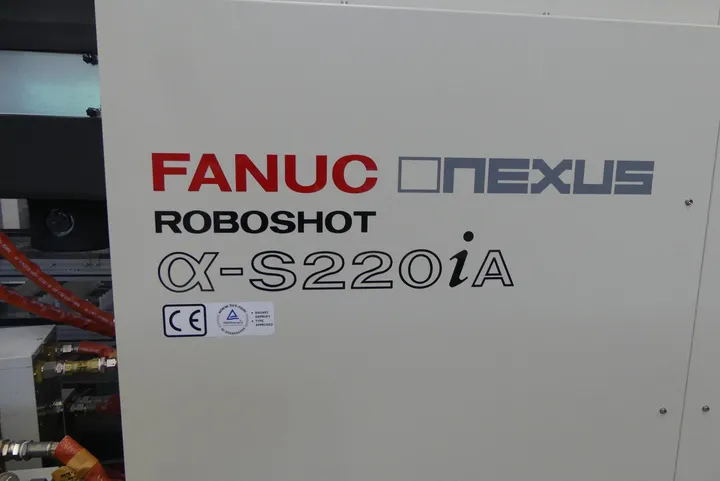 FANUC NEXUS
ROBOSHOT
α-S220iA
CE